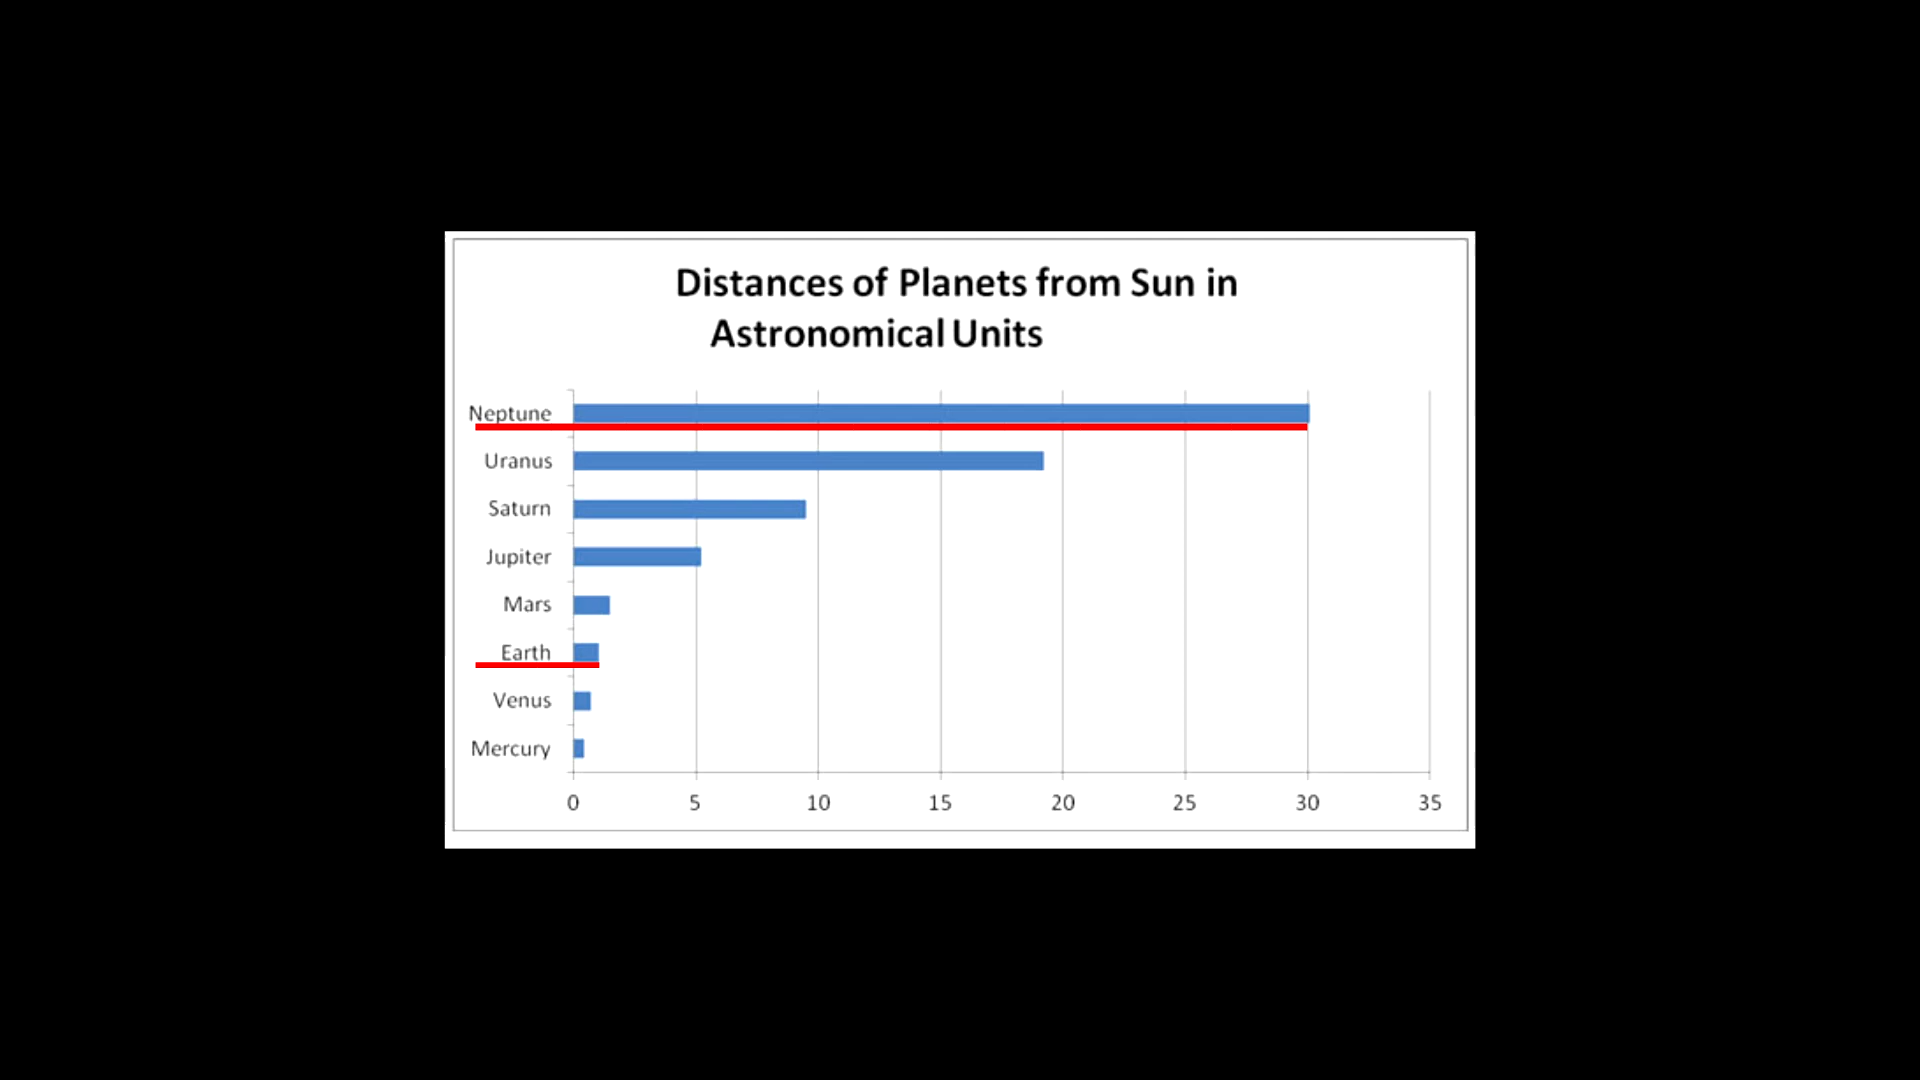 Distances of Planets from Sun in
Astronomical Units
Neptune
Uranus
Saturn
Jupiter
Mars
Earth
Venus
Mercury
0 5 10 15 20 25 30 35